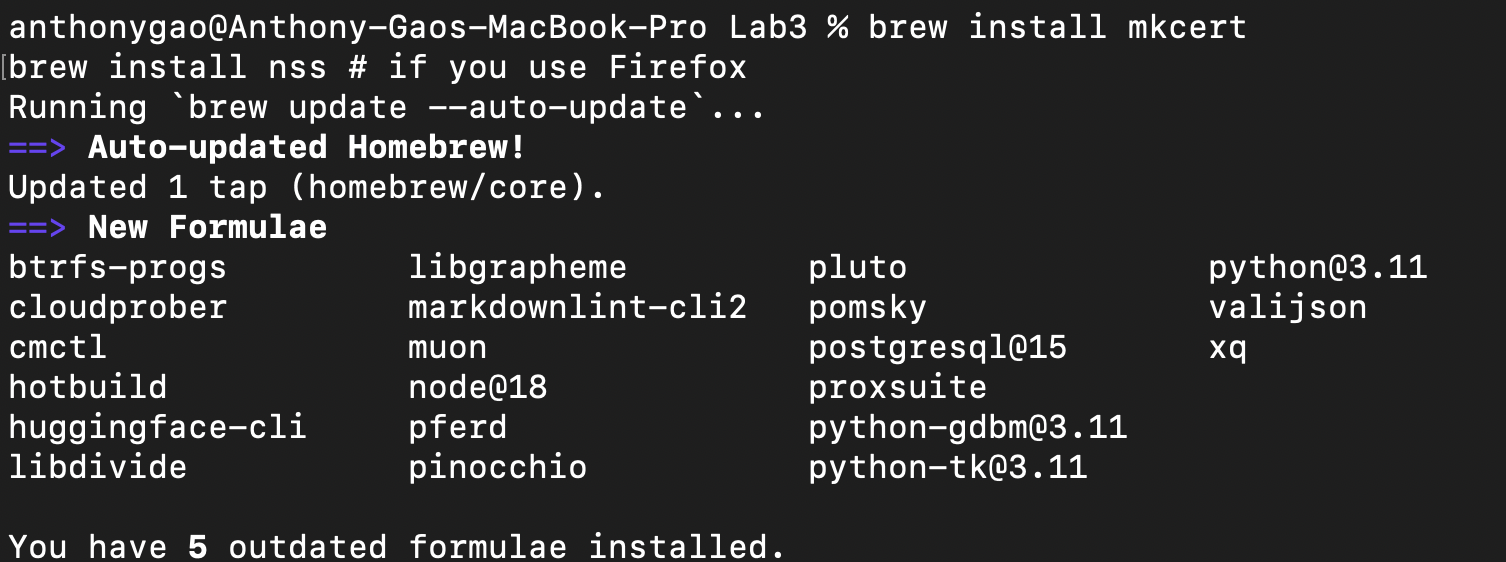 anthonygao@Anthony-Gaos-MacBook-Pro Lab3 % brew install mkcert
[brew install nss # if you use Firefox
Running `brew update --auto-update`...
==> Auto-updated Homebrew!
Updated 1 tap (homebrew/core).
==> New Formulae
btrfs-progs libgrapheme pluto python@3.11
cloudprober markdownlint-cli2 pomsky valijson
cmctl muon postgresql@15 xq
hotbuild node@18 proxsuite
huggingface-cli pferd python-gdbm@3.11
libdivide pinocchio python-tk@3.11
You have 5 outdated formulae installed.